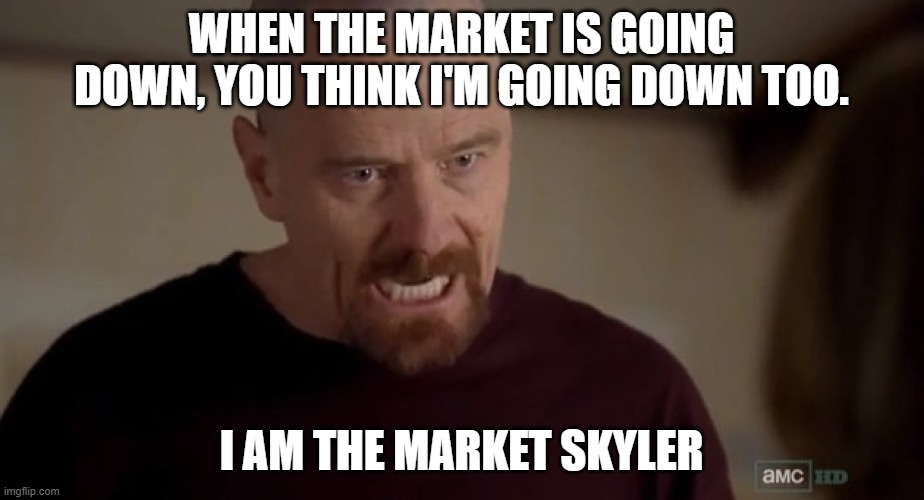 WHEN THE MARKET IS GOING
DOWN, YOU THINK I'M GOING DOWN TOO.
I AM THE MARKET SKYLER
aMC HD
imgflip.com